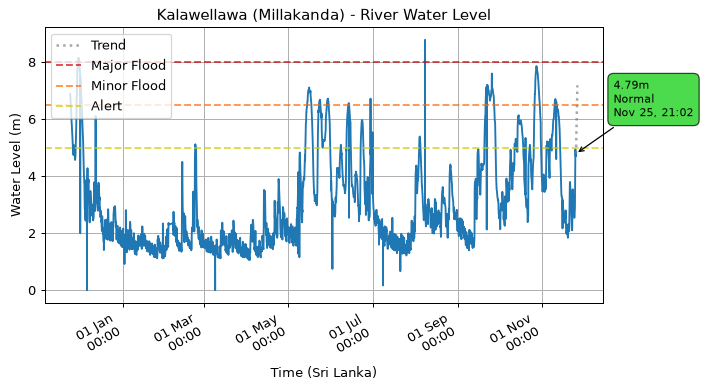 Kalawellawa (Millakanda) - River Water Level
Trend
Major Flood
Minor Flood
Alert
4.79m
Normal
Nov 25, 21:02
Water Level (m)
8
6
4
2
0
01 Jan
00:00
01 Mar
00:00
01 May
00:00
01 Jul
00:00
01 Sep
00:00
01 Nov
00:00
Time (Sri Lanka)